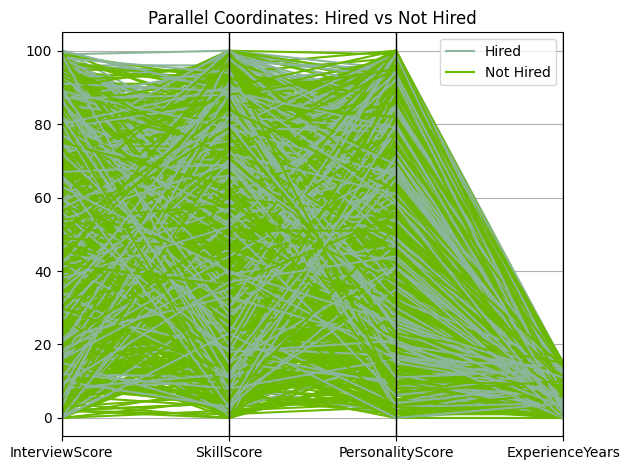 Parallel Coordinates: Hired vs Not Hired
Hired
Not Hired
100
80
60
40
20
0
InterviewScore
SkillScore
PersonalityScore
ExperienceYears